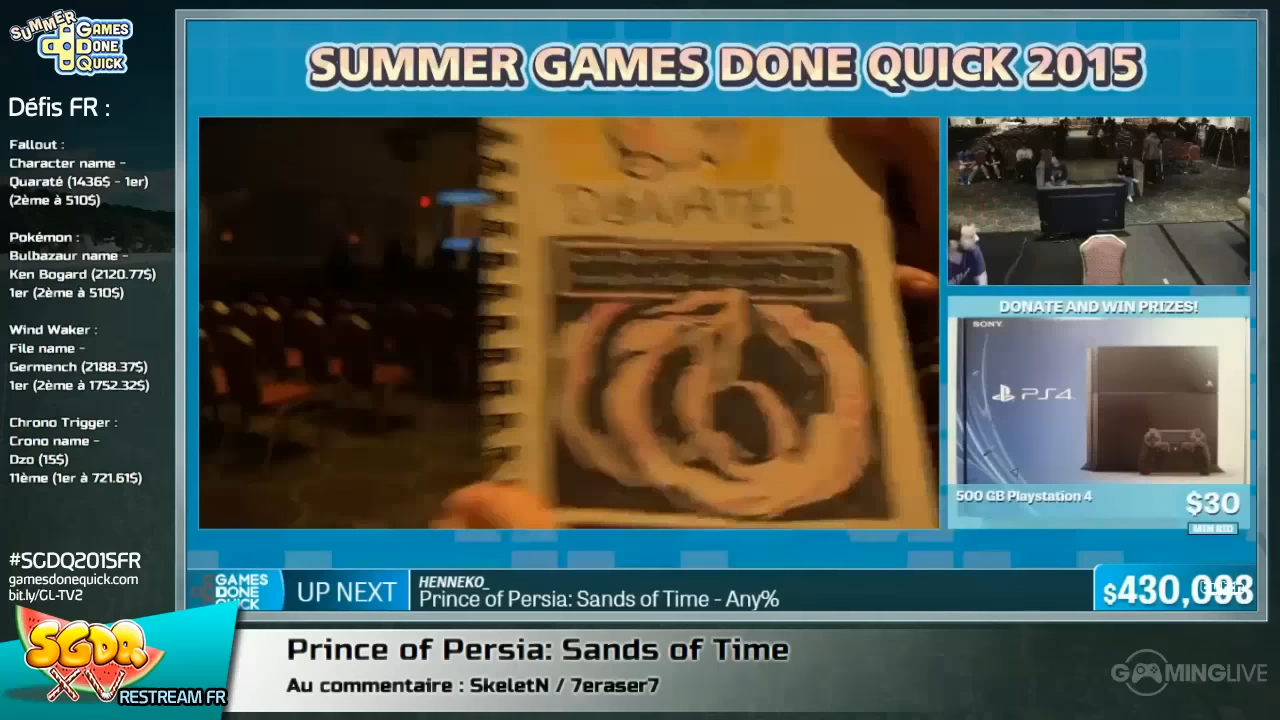 SUMMER
GAMES
DONE
QUICK
Défis FR :
Fallout :
Character name -
Quaraté (1436$ - 1er)
(2ème à 510$)
Pokémon :
Bulbazaur name -
Ken Bogard (2120.77$)
1er (2ème à 510$)
Wind Waker :
File name -
Germench (2188.37$)
1er (2ème à 1752.32$)
Chrono Trigger :
Crono name -
Dzo (15$)
11ème (1er à 721.61$)
#SGDQ2015FR
gamesdonequick.com
bit.ly/GL-TV2
SGDQ
XV
RESTREAM FR
SUMMER GAMES DONE QUICK 2015
DONATE!
DONATE AND WIN PRIZES!
SONY
PS4
500 GB Playstation 4
$30
MIN BID
GAMES
DONE
QUICK
UP NEXT
HENNEKO_
Prince of Persia: Sands of Time - Any%
Prince of Persia: Sands of Time
Au commentaire : SkeletN / 7eraser7
GAMINGLIVE